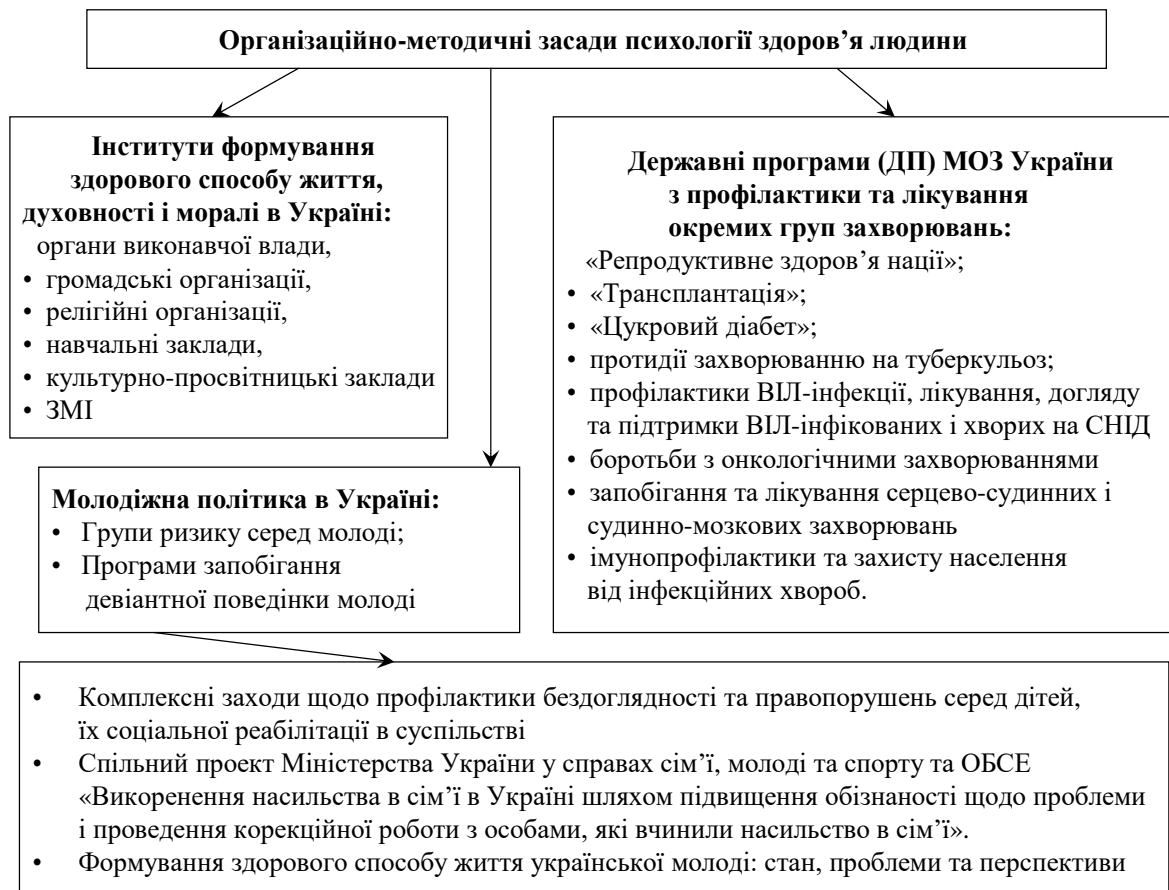 Організаційно-методичні засади психології здоров’я людини
Інститути формування
здорового способу життя,
духовності і моралі в Україні:
органи виконавчої влади,
• громадські організації,
• релігійні організації,
• навчальні заклади,
• культурно-просвітницькі заклади
• ЗМІ
Державні програми (ДП) МОЗ України
з профілактики та лікування
окремих груп захворювань:
«Репродуктивне здоров’я нації»;
• «Трансплантація»;
• «Цукровий діабет»;
• протидії захворюванню на туберкульоз;
• профілактики ВІЛ-інфекції, лікування, догляду
та підтримки ВІЛ-інфікованих і хворих на СНІД
• боротьби з онкологічними захворюваннями
• запобігання та лікування серцево-судинних і
судинно-мозкових захворювань
• імунопрофілактики та захисту населення
від інфекційних хвороб.
Молодіжна політика в Україні:
• Групи ризику серед молоді;
• Програми запобігання
девіантної поведінки молоді
• Комплексні заходи щодо профілактики бездоглядності та правопорушень серед дітей,
їх соціальної реабілітації в суспільстві
• Спільний проект Міністерства України у справах сім’ї, молоді та спорту та ОБСЕ
«Викоренення насильства в сім’ї в Україні шляхом підвищення обізнаності щодо проблеми
і проведення корекційної роботи з особами, які вчинили насильство в сім’ї».
• Формування здорового способу життя української молоді: стан, проблеми та перспективи